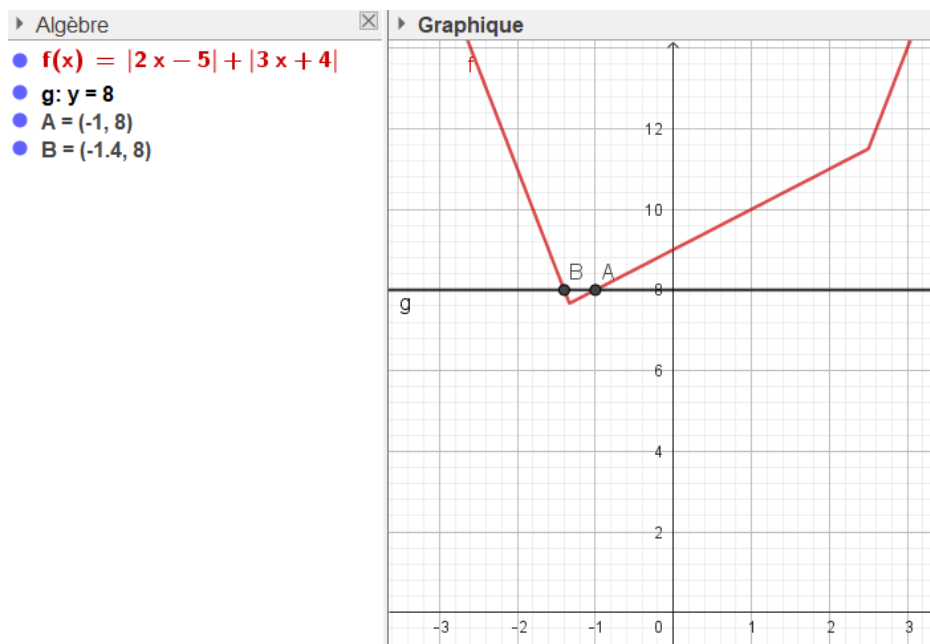 Algèbre
f(x) = |2 x − 5| + |3 x + 4|
g: y = 8
A = (-1, 8)
B = (-1.4, 8)
Graphique
f
12
10
B A
8
g
6
4
2
-3 -2 -1 0 1 2 3